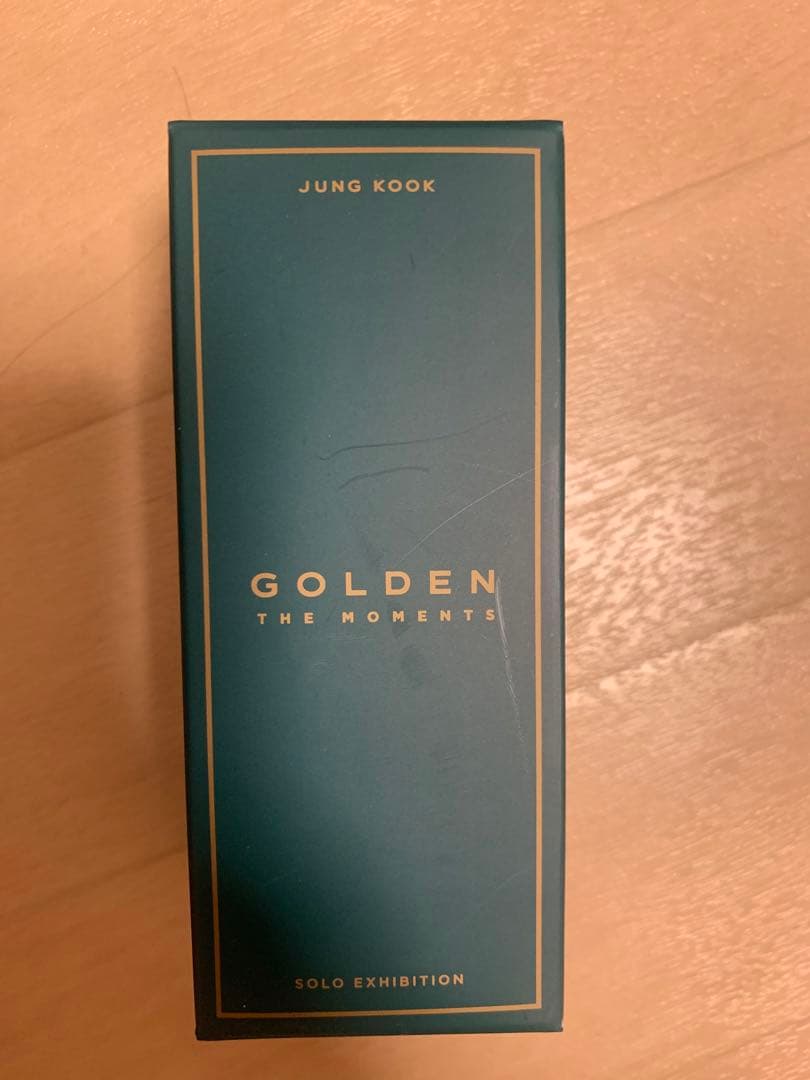 JUNG KOOK
GOLDEN
THE MOMENTS
SOLO EXHIBITION